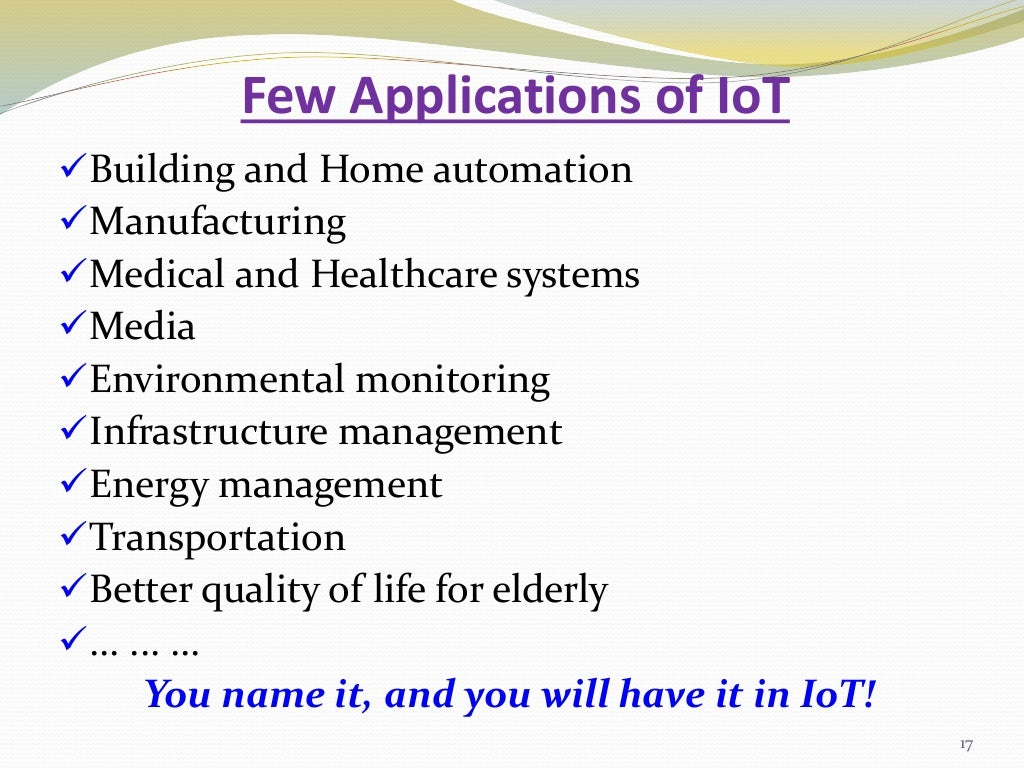 Few Applications of IoT
✓Building and Home automation
✓Manufacturing
✓Medical and Healthcare systems
✓Media
✓Environmental monitoring
✓Infrastructure management
✓Energy management
✓Transportation
✓Better quality of life for elderly
✓... ... ...
You name it, and you will have it in IoT!
17